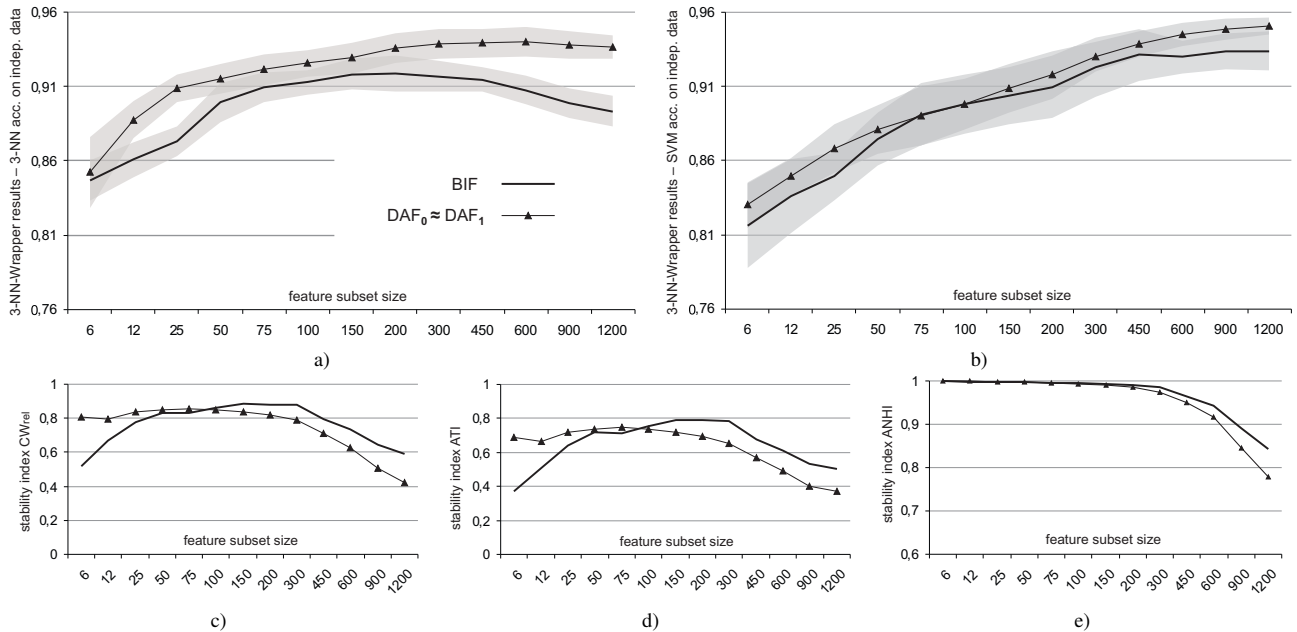 3-NN-Wrapper results – 3-NN acc. on indep. data
0,96
0,91
0,86
0,81
0,76
BIF
DAF₀ ≈ DAF₁
feature subset size
6 12 25 50 75 100 150 200 300 450 600 900 1200
a)
3-NN-Wrapper results – SVM acc. on indep. data
0,96
0,91
0,86
0,81
0,76
feature subset size
6 12 25 50 75 100 150 200 300 450 600 900 1200
b)
stability index CWrel
1
0,8
0,6
0,4
0,2
0
feature subset size
6 12 25 50 75 100 150 200 300 450 600 900 1200
c)
stability index ATI
1
0,8
0,6
0,4
0,2
0
feature subset size
6 12 25 50 75 100 150 200 300 450 600 900 1200
d)
stability index ANHI
1
0,9
0,8
0,7
0,6
feature subset size
6 12 25 50 75 100 150 200 300 450 600 900 1200
e)